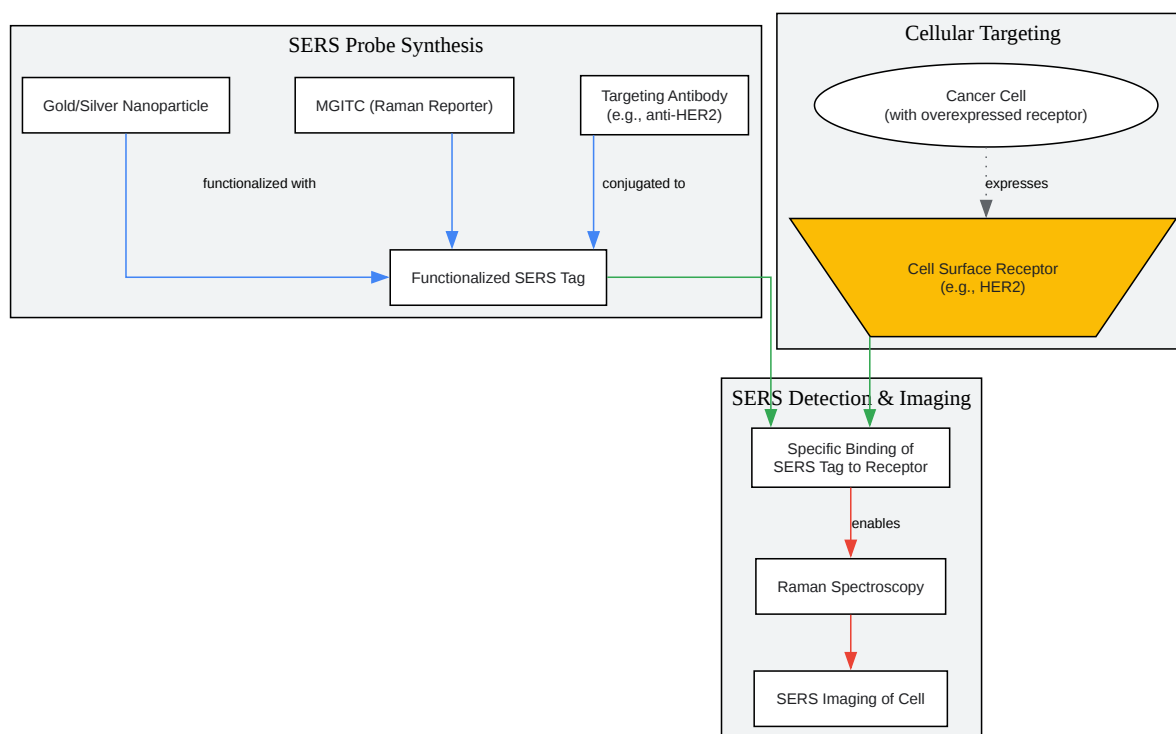 SERS Probe Synthesis
Gold/Silver Nanoparticle
MGITC (Raman Reporter)
Targeting Antibody
(e.g., anti-HER2)
functionalized with
conjugated to
Functionalized SERS Tag
Cellular Targeting
Cancer Cell
(with overexpressed receptor)
expresses
Cell Surface Receptor
(e.g., HER2)
SERS Detection & Imaging
Specific Binding of
SERS Tag to Receptor
enables
Raman Spectroscopy
SERS Imaging of Cell